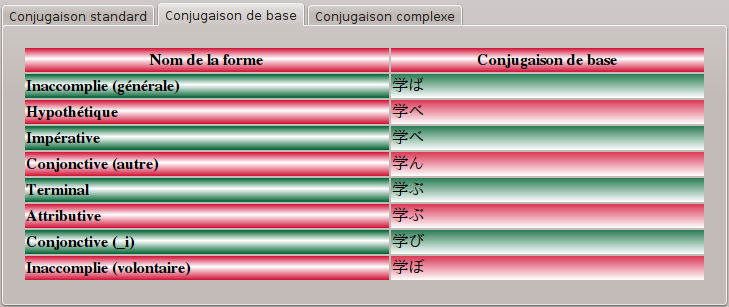 Conjugaison standard Conjugaison de base Conjugaison complexe
Nom de la forme Conjugaison de base
Inaccomplie (générale) 学ば
Hypothétique 学べ
Impérative 学べ
Conjonctive (autre) 学ん
Terminal 学ぶ
Attributive 学ぶ
Conjonctive (_i) 学び
Inaccomplie (volontaire) 学ぼ